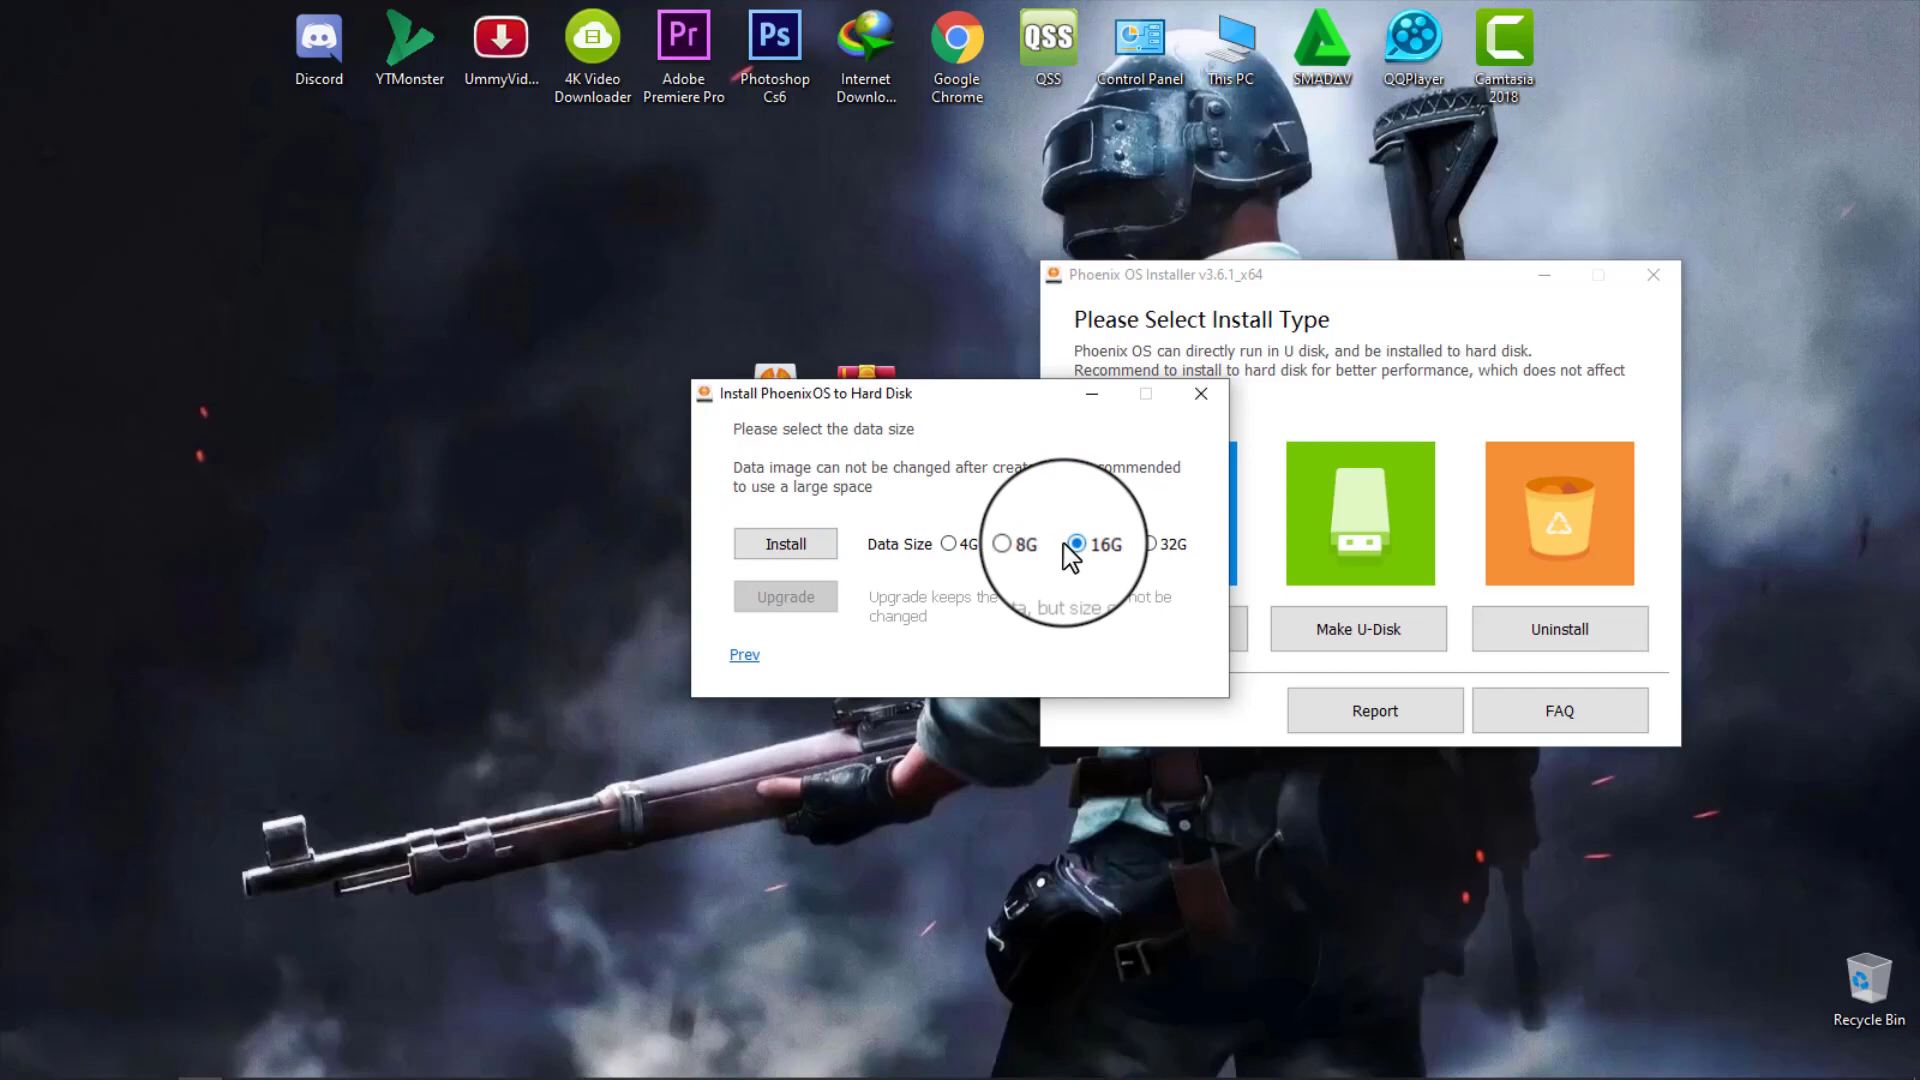 Discord
YTMonster
UmmyVid...
4K Video
Downloader
Adobe
Premiere Pro
Photoshop
Cs6
Internet
Downlo...
Google
Chrome
QSS
QSS
Control Panel
This PC
SMADΔV
QQPlayer
Camtasia
2018
Pr
Ps
Phoenix OS Installer v3.6.1_x64
Please Select Install Type
Phoenix OS can directly run in U disk, and be installed to hard disk.
Recommend to install to hard disk for better performance, which does not affect
Install PhoenixOS to Hard Disk
Please select the data size
Data image can not be changed after commended
to use a large space
Install
Data Size 4G 8G 16G 32G
Upgrade
Upgrade keeps the but size not be
changed
Prev
Make U-Disk
Uninstall
Report
FAQ
Recycle Bin